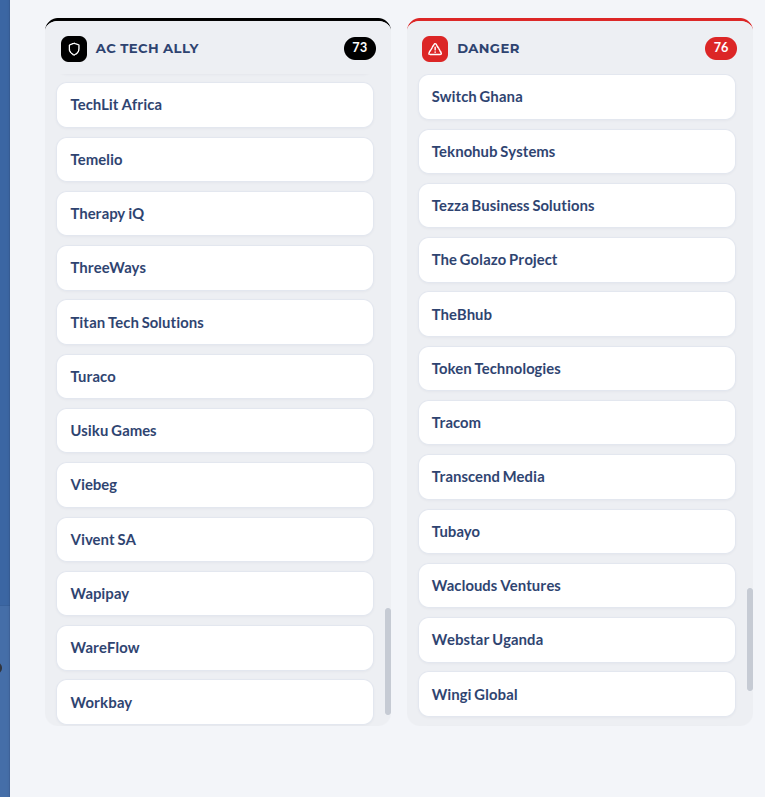 AC TECH ALLY
73
TechLit Africa
Temelio
Therapy iQ
ThreeWays
Titan Tech Solutions
Turaco
Usiku Games
Viebeg
Vivent SA
Wapipay
WareFlow
Workbay
DANGER
76
Switch Ghana
Teknohub Systems
Tezza Business Solutions
The Golazo Project
TheBhub
Token Technologies
Tracom
Transcend Media
Tubayo
Waclouds Ventures
Webstar Uganda
Wingi Global